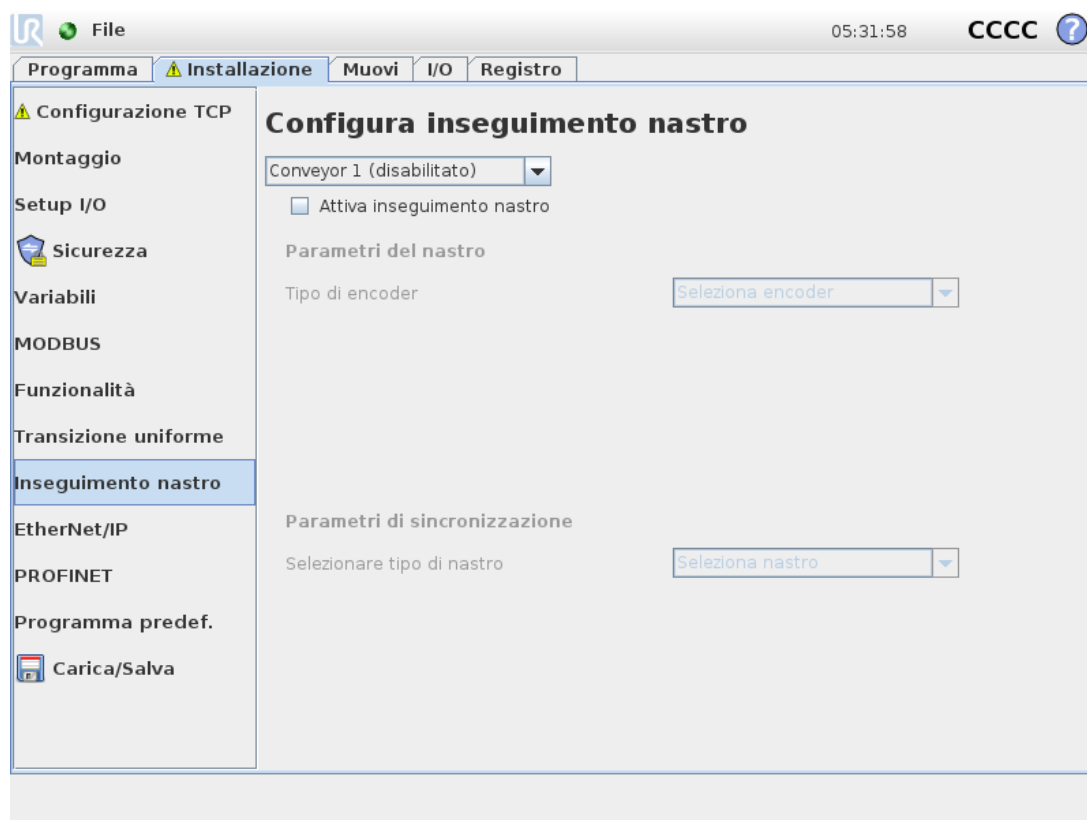 UR File 05:31:58 CCCC ?
Programma Installazione Muovi I/O Registro
Configurazione TCP
Montaggio
Setup I/O
Sicurezza
Variabili
MODBUS
Funzionalità
Transizione uniforme
Inseguimento nastro
EtherNet/IP
PROFINET
Programma predef.
Carica/Salva
Configura inseguimento nastro
Conveyor 1 (disabilitato)
Attiva inseguimento nastro
Parametri del nastro
Tipo di encoder Seleziona encoder
Parametri di sincronizzazione
Selezionare tipo di nastro Seleziona nastro